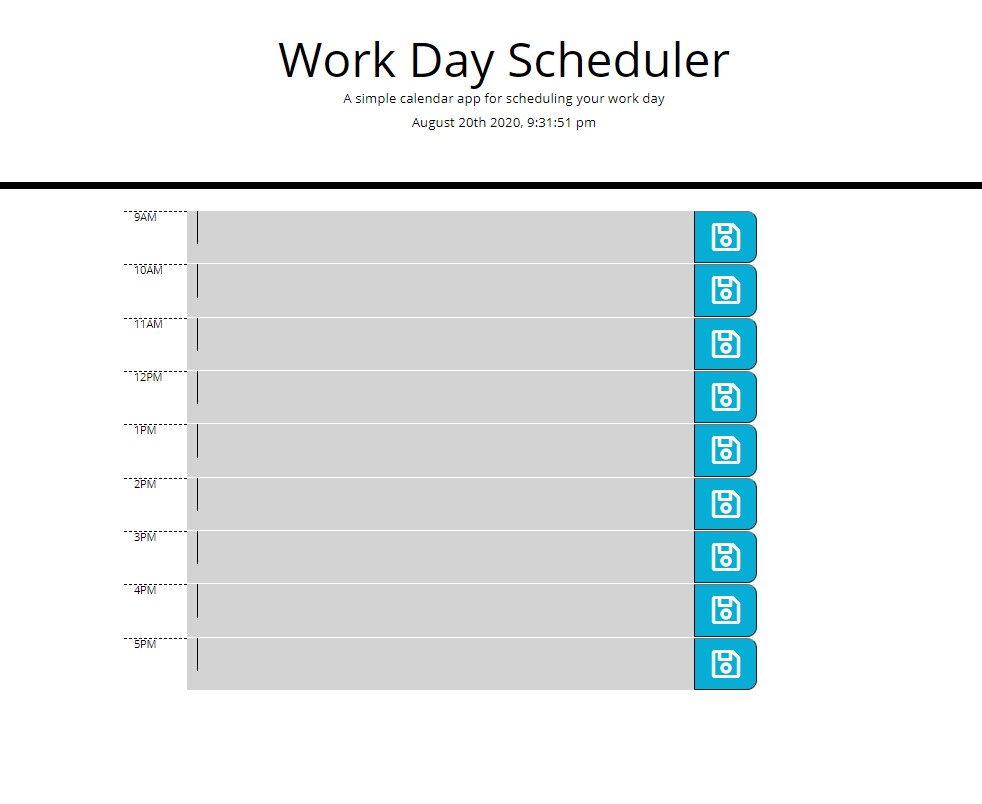 Work Day Scheduler
A simple calendar app for scheduling your work day
August 20th 2020, 9:31:51 pm
9AM
10AM
11AM
12PM
1PM
2PM
3PM
4PM
5PM